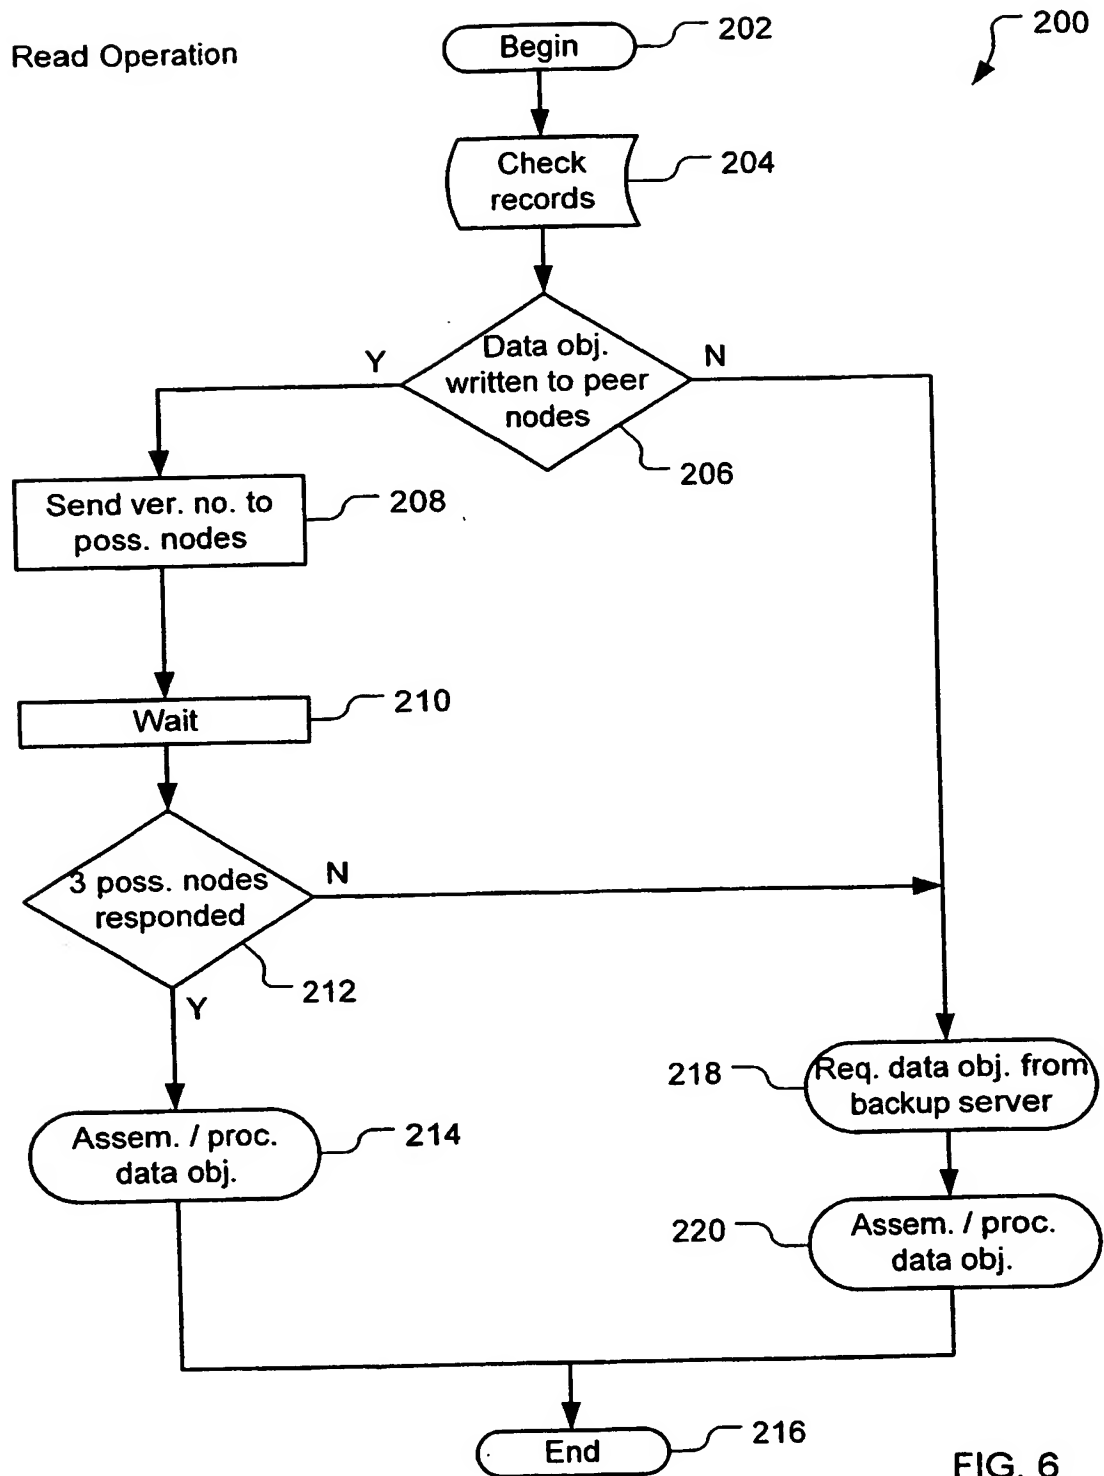 Read Operation
Begin
202
200
Check
records
204
Data obj.
written to peer
nodes
Y
N
206
Send ver. no. to
poss. nodes
208
Wait
210
3 poss. nodes
responded
N
212
Y
Req. data obj. from
backup server
218
Assem. / proc.
data obj.
214
Assem. / proc.
data obj.
220
End
216
FIG. 6